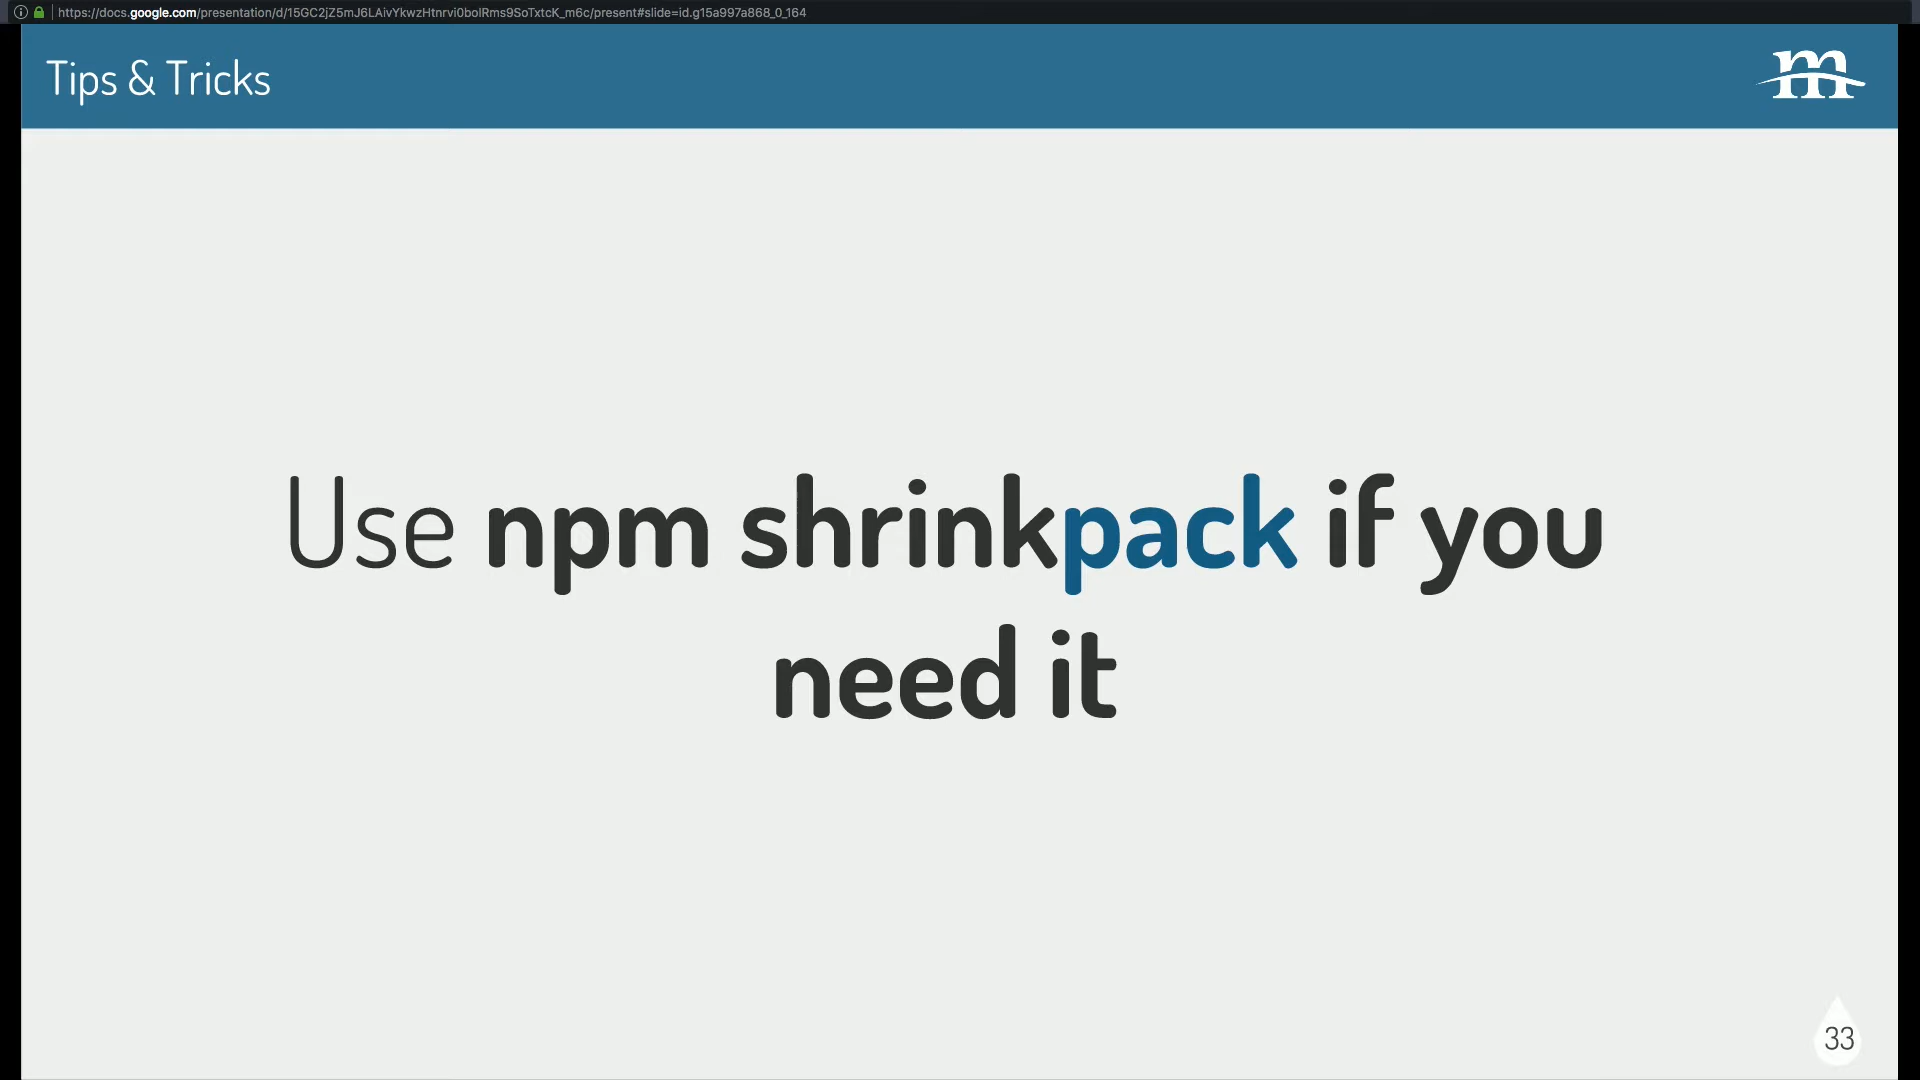 https://docs.google.com/presentation/d/15GC2jZ5mJ6LAivYkwzHtnrvi0bolRms9SoTxtcK_m6c/present#slide=id.g15a997a868_0_164
Tips & Tricks
m
Use npm shrinkpack if you
need it
33